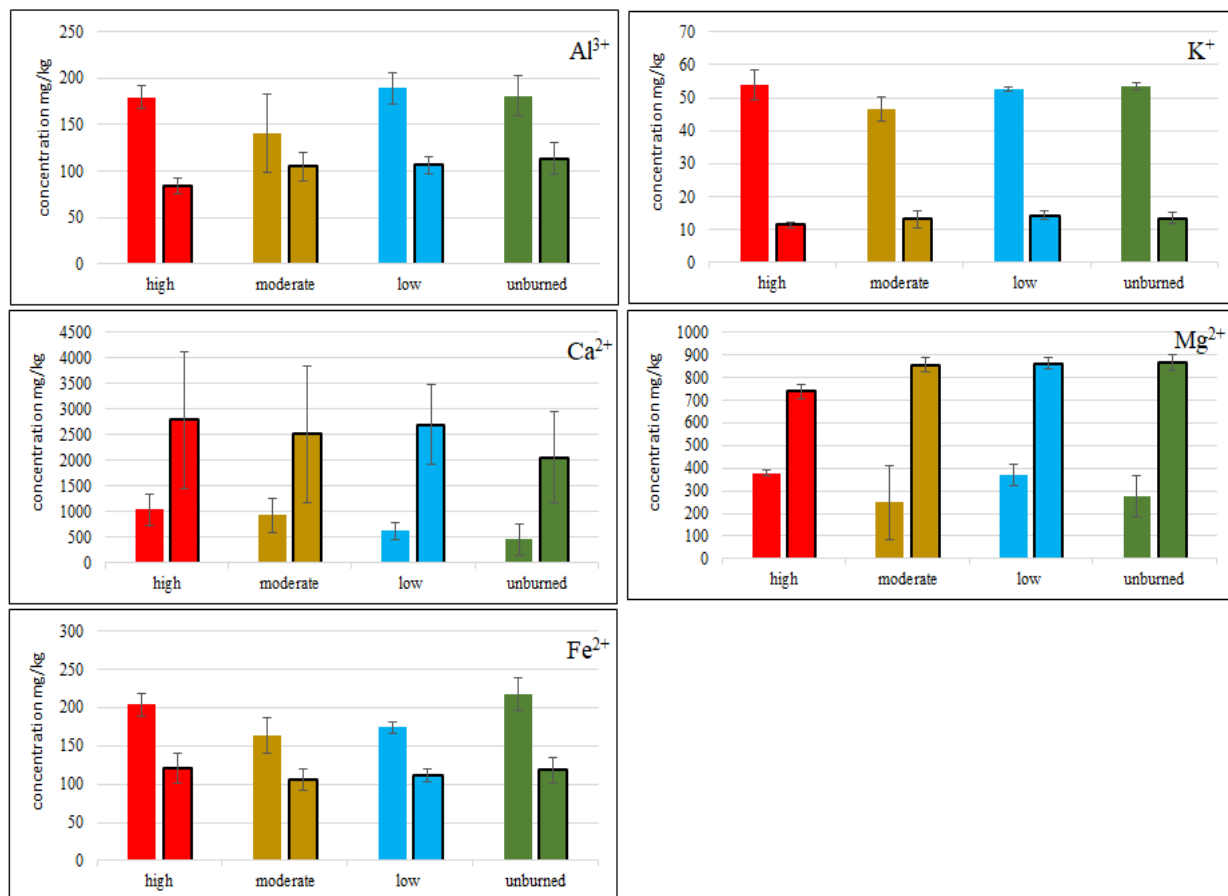 Al³⁺
concentration mg/kg
250
200
150
100
50
0
high moderate low unburned
K⁺
concentration mg/kg
70
60
50
40
30
20
10
0
high moderate low unburned
Ca²⁺
concentration mg/kg
4500
4000
3500
3000
2500
2000
1500
1000
500
0
high moderate low unburned
Mg²⁺
concentration mg/kg
1000
900
800
700
600
500
400
300
200
100
0
high moderate low unburned
Fe²⁺
concentration mg/kg
300
250
200
150
100
50
0
high moderate low unburned